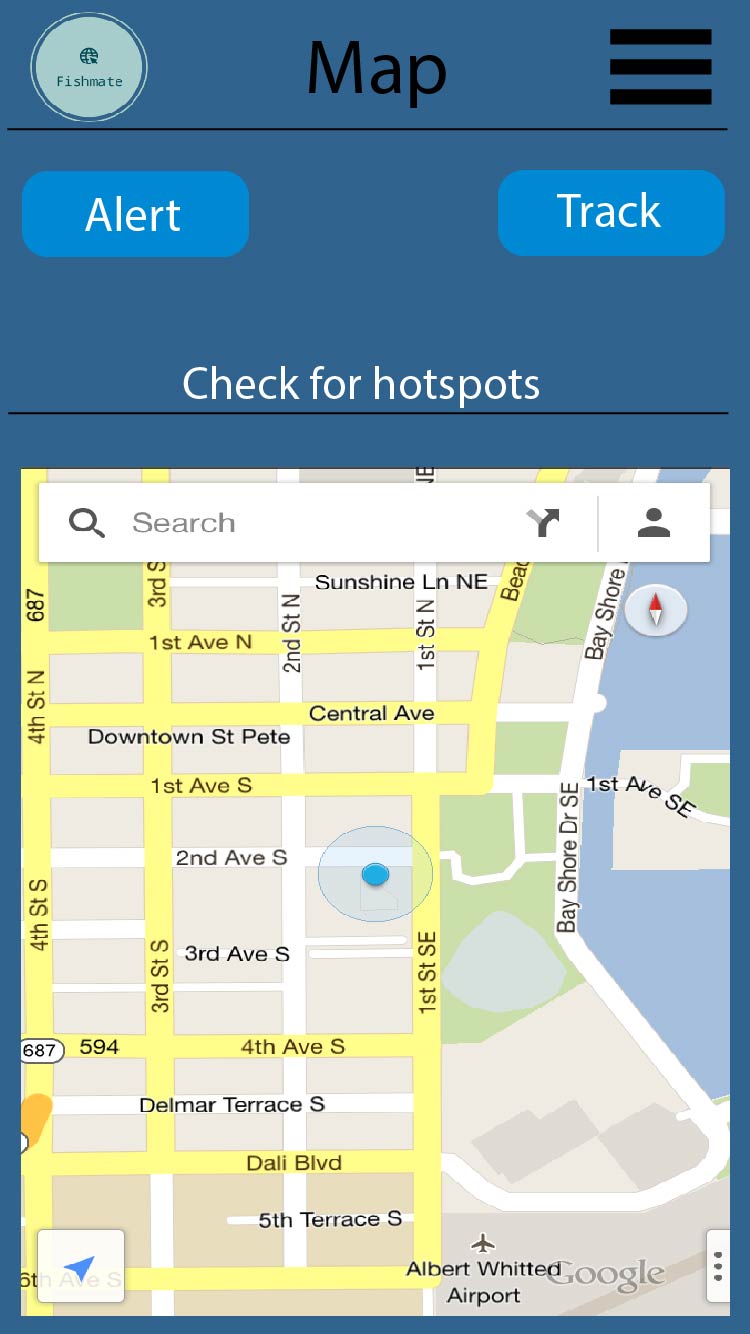 Fishmate
Map
Alert
Track
Check for hotspots
NE
Search
3rd S
Beac
Bay Shore
Sunshine Ln NE
687
2nd St N
1st St N
1st Ave N
4th St N
Central Ave
Downtown St Pete
1st Ave S
1st Ave SE
Bay Shore Dr SE
2nd Ave S
4th St S
3rd St S
3rd Ave S
1st St SE
687
594
4th Ave S
Delmar Terrace S
Dali Blvd
5th Terrace S
6th Ave S
Albert Whitted
Airport
Google